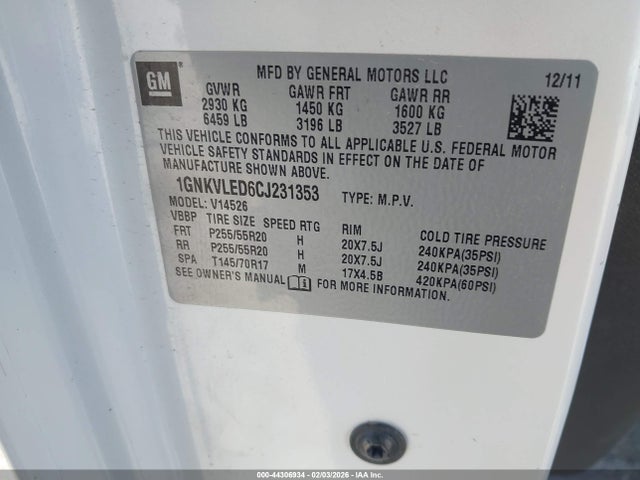 GM
MFD BY GENERAL MOTORS LLC 12/11
GVWR GAWR FRT GAWR RR
2930 KG 1450 KG 1600 KG
6459 LB 3196 LB 3527 LB
THIS VEHICLE CONFORMS TO ALL APPLICABLE U.S. FEDERAL MOTOR
VEHICLE SAFETY STANDARDS IN EFFECT ON THE DATE OF
MANUFACTURE SHOWN ABOVE.
1GNKVLED6CJ231353 TYPE: M.P.V.
MODEL: V14526
VBBP TIRE SIZE SPEED RTG RIM COLD TIRE PRESSURE
FRT P255/55R20 H 20X7.5J 240KPA(35PSI)
RR P255/55R20 H 20X7.5J 240KPA(35PSI)
SPA T145/70R17 M 17X4.5B 420KPA(60PSI)
SEE OWNER'S MANUAL FOR MORE INFORMATION.
000-44306934 - 02/03/2026 - IAAI.COM